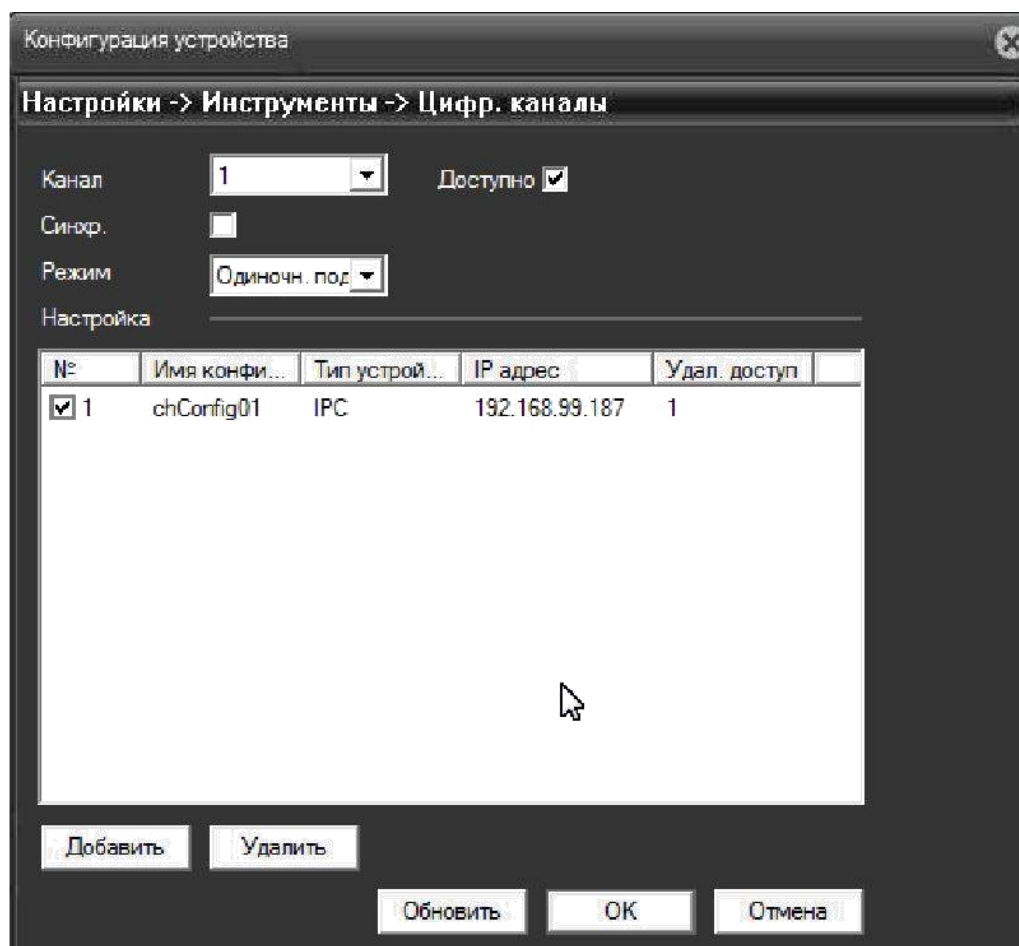 Конфигурация устройства
Настройки -> Инструменты -> Цифр. каналы
Канал 1 Доступно
Синхр.
Режим Одиночн. под
Настройка
№ Имя конфи... Тип устрой... IP адрес Удал. доступ
1 chConfig01 IPC 192.168.99.187 1
Добавить Удалить
Обновить OK Отмена